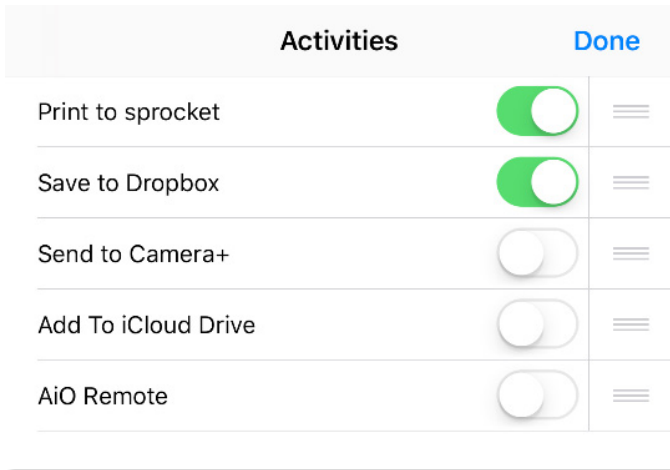 Activities
Done
Print to sprocket
Save to Dropbox
Send to Camera+
Add To iCloud Drive
AiO Remote